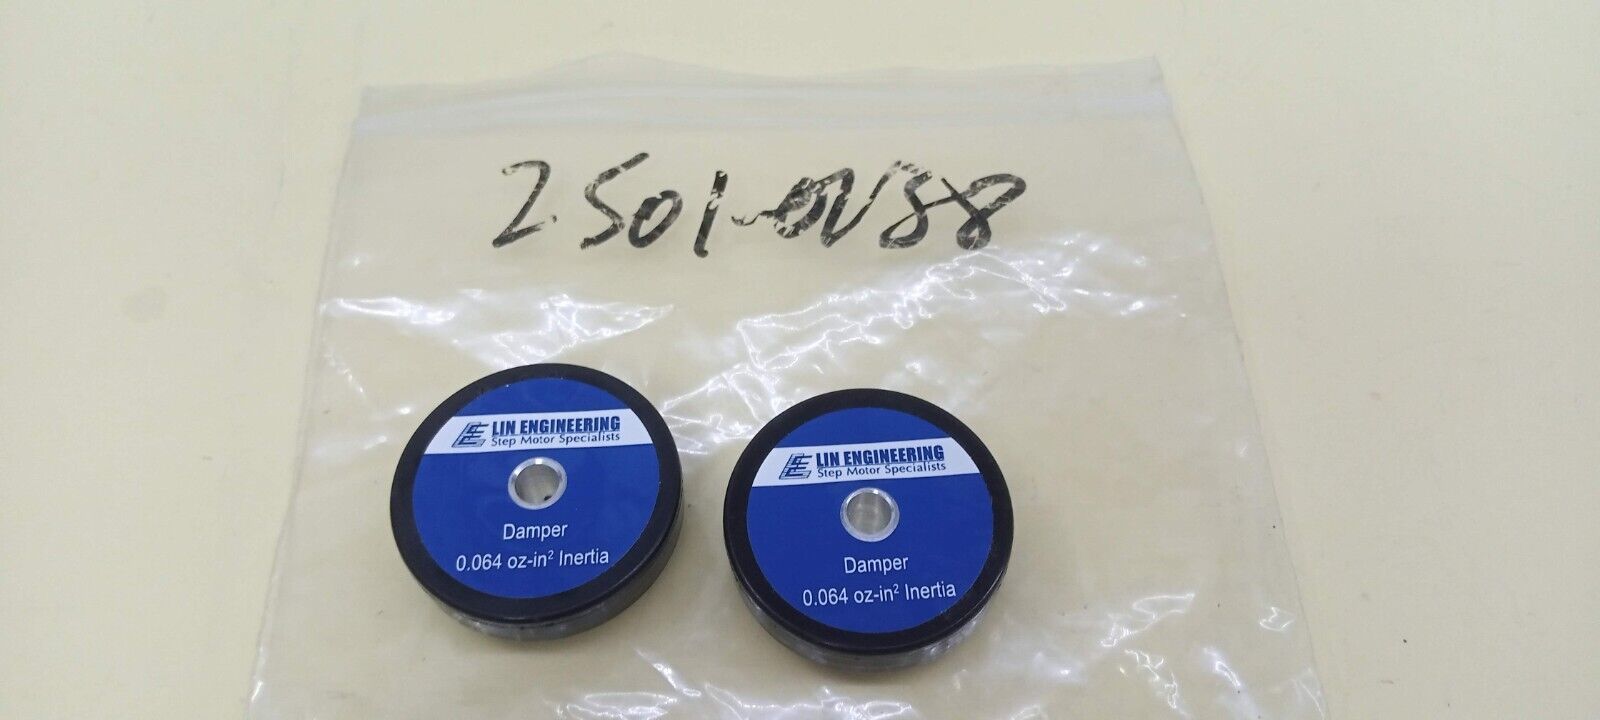 2501-0V88
LIN ENGINEERING
Step Motor Specialists
Damper
0.064 oz-in² Inertia
LIN ENGINEERING
Step Motor Specialists
Damper
0.064 oz-in² Inertia